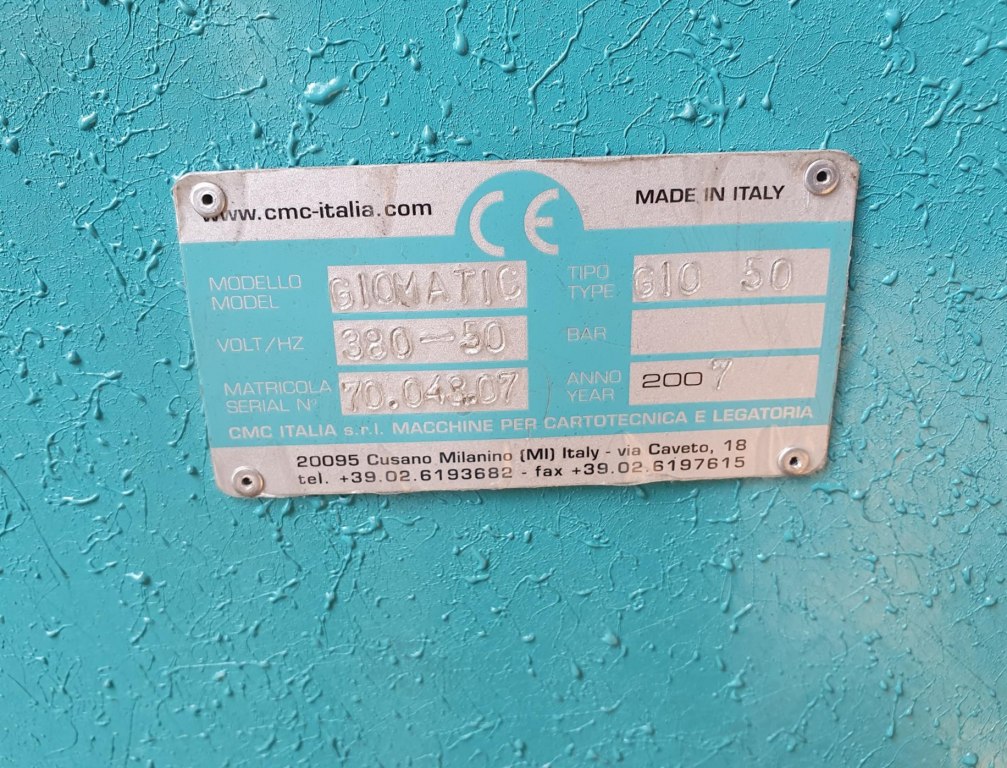 www.cmc-italia.com
CE
MADE IN ITALY
MODELLO
MODEL
GIOMATIC
TIPO
TYPE
GIO 50
VOLT/HZ
380-50
BAR
MATRICOLA
SERIAL N°
70.043.07
ANNO
YEAR
2007
CMC ITALIA s.r.l. MACCHINE PER CARTOTECNICA E LEGATORIA
20095 Cusano Milanino (MI) Italy - via Caveto, 18
tel. +39.02.6193682 - fax +39.02.6197615